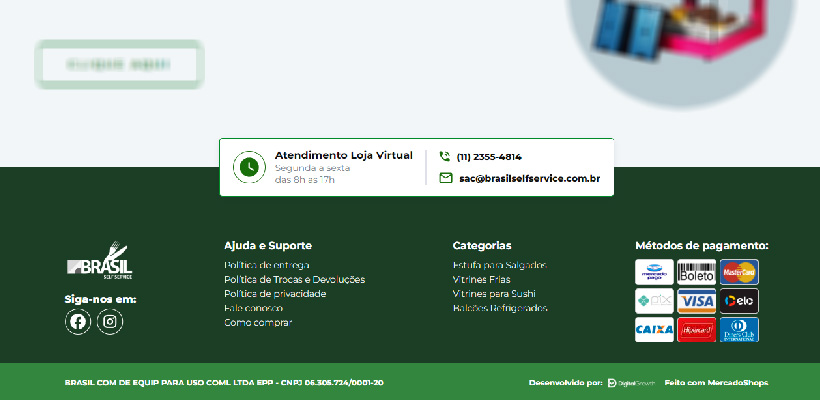 CLIQUE AQUI
Atendimento Loja Virtual
Segunda a sexta
das 8h as 17h
(11) 2355-4814
sac@brasilselfservice.com.br
BRASIL
SELF SERVICE
Siga-nos em:
Ajuda e Suporte
Política de entrega
Política de Trocas e Devoluções
Política de privacidade
Fale conosco
Como comprar
Categorias
Estufa para Salgados
Vitrines Frias
Vitrines para Sushi
Balcões Refrigerados
Métodos de pagamento:
mercado pago
Boleto
MasterCard
pix
VISA
elo
CAIXA
Hipercard
Diners Club
INTERNATIONAL
BRASIL COM DE EQUIP PARA USO COML LTDA EPP - CNPJ 06.305.724/0001-20
Desenvolvido por: DigitalGrowth Feito com MercadoShops